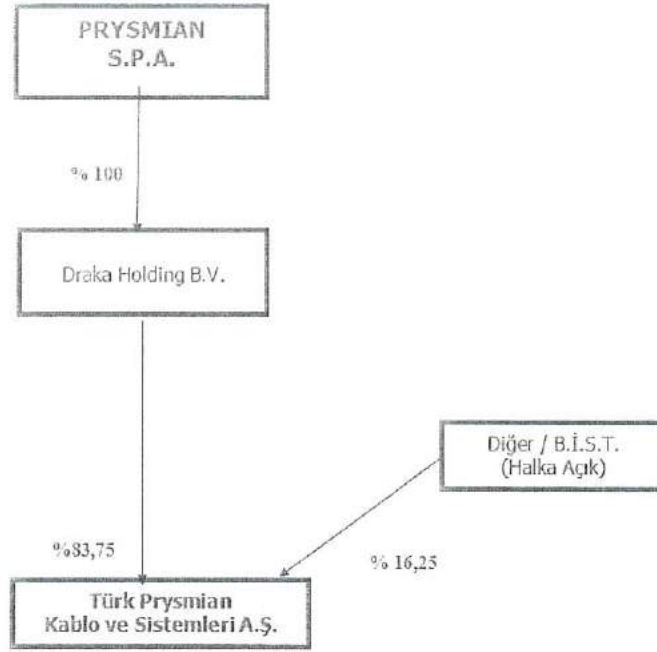 PRYSMIAN
S.P.A.
% 100
Draka Holding B.V.
Diğer / B.İ.S.T.
(Halka Açık)
%83,75
% 16,25
Türk Prysmian
Kablo ve Sistemleri A.Ş.